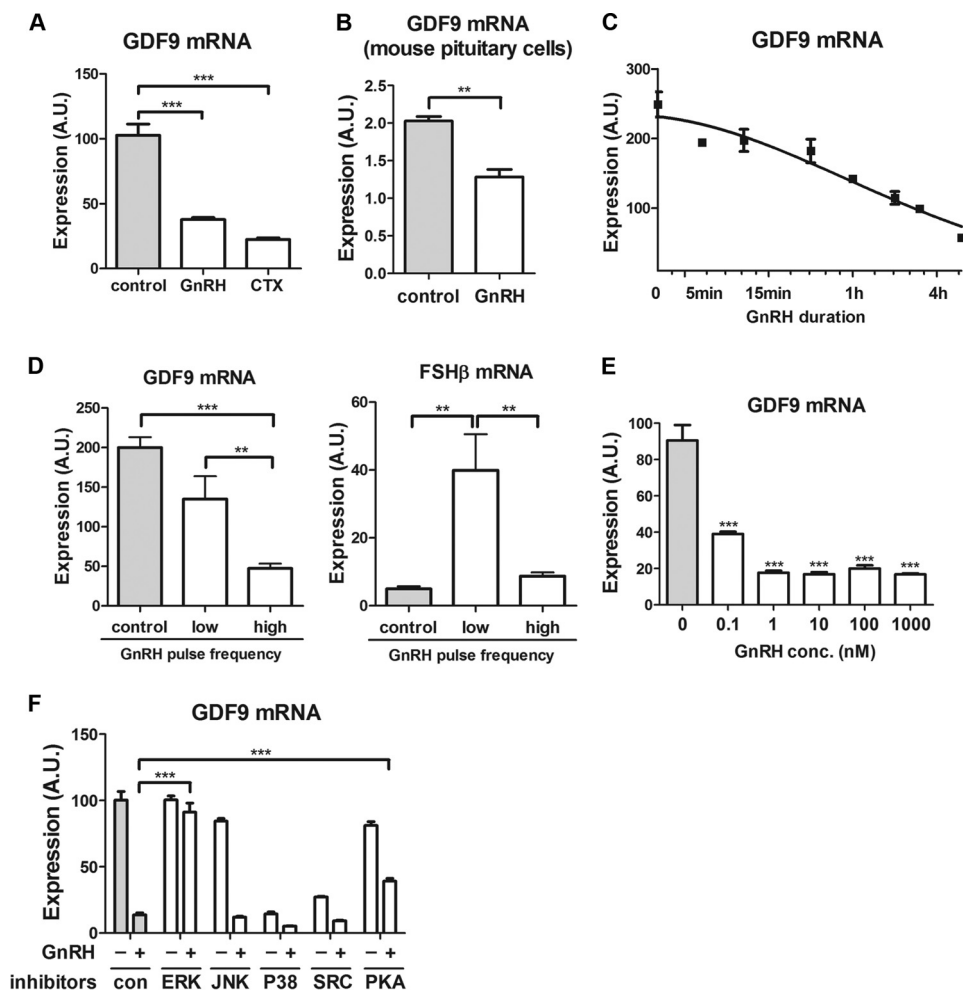 A
GDF9 mRNA
Expression (A.U.)
150
100
50
0
***
***
control GnRH CTX
B
GDF9 mRNA
(mouse pituitary cells)
Expression (A.U.)
2.5
2.0
1.5
1.0
0.5
0.0
**
control GnRH
C
GDF9 mRNA
Expression (A.U.)
300
200
100
0 5min 15min 1h 4h
GnRH duration
D
GDF9 mRNA
Expression (A.U.)
250
200
150
100
50
0
***
**
control low high
GnRH pulse frequency
FSHβ mRNA
Expression (A.U.)
60
40
20
0
** **
control low high
GnRH pulse frequency
E
GDF9 mRNA
Expression (A.U.)
100
80
60
40
20
0
*** *** *** *** ***
0 0.1 1 10 100 1000
GnRH conc. (nM)
F
GDF9 mRNA
Expression (A.U.)
150
100
50
0
***
***
GnRH − + − + − + − + − + − +
inhibitors con ERK JNK P38 SRC PKA